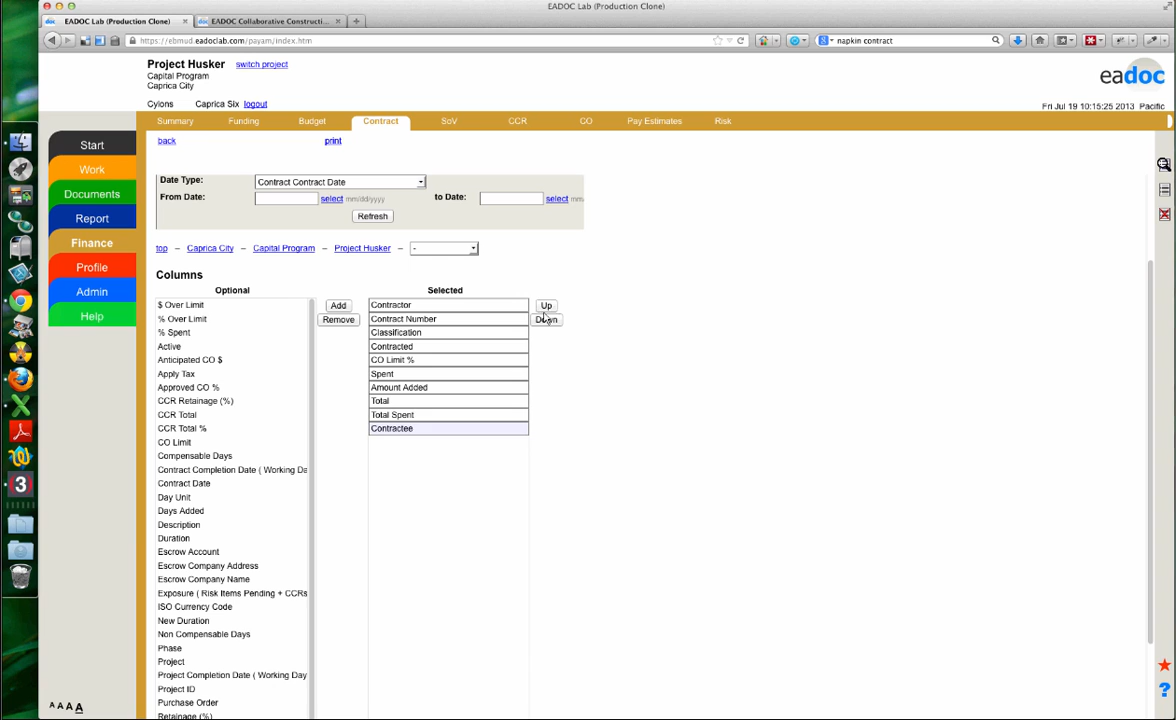 EADOC Lab (Production Clone)
EADOC Lab (Production Clone)
EADOC Collaborative Constructi...
https://ebmud.eadoclab.com/payam/index.htm
napkin contract
Project Husker
switch project
Capital Program
Caprica City
Cylons
Caprica Six
logout
eadoc
Fri Jul 19 10:15:25 2013 Pacific
Summary
Funding
Budget
Contract
SoV
CCR
CO
Pay Estimates
Risk
back
print
Start
Work
Documents
Report
Finance
Profile
Admin
Help
Date Type:
Contract Contract Date
From Date:
select
mm/dd/yyyy
to Date:
select
mm
Refresh
top – Caprica City – Capital Program – Project Husker – -
Columns
Optional
Selected
$ Over Limit
% Over Limit
% Spent
Active
Anticipated CO $
Apply Tax
Approved CO %
CCR Retainage (%)
CCR Total
CCR Total %
CO Limit
Compensable Days
Contract Completion Date ( Working Da
Contract Date
Day Unit
Days Added
Description
Duration
Escrow Account
Escrow Company Address
Escrow Company Name
Exposure ( Risk Items Pending + CCRs
ISO Currency Code
New Duration
Non Compensable Days
Phase
Project
Project Completion Date ( Working Day
Project ID
Purchase Order
Retainage (%)
Add
Remove
Contractor
Contract Number
Classification
Contracted
CO Limit %
Spent
Amount Added
Total
Total Spent
Contractee
Up
Down
A A A A
3
?